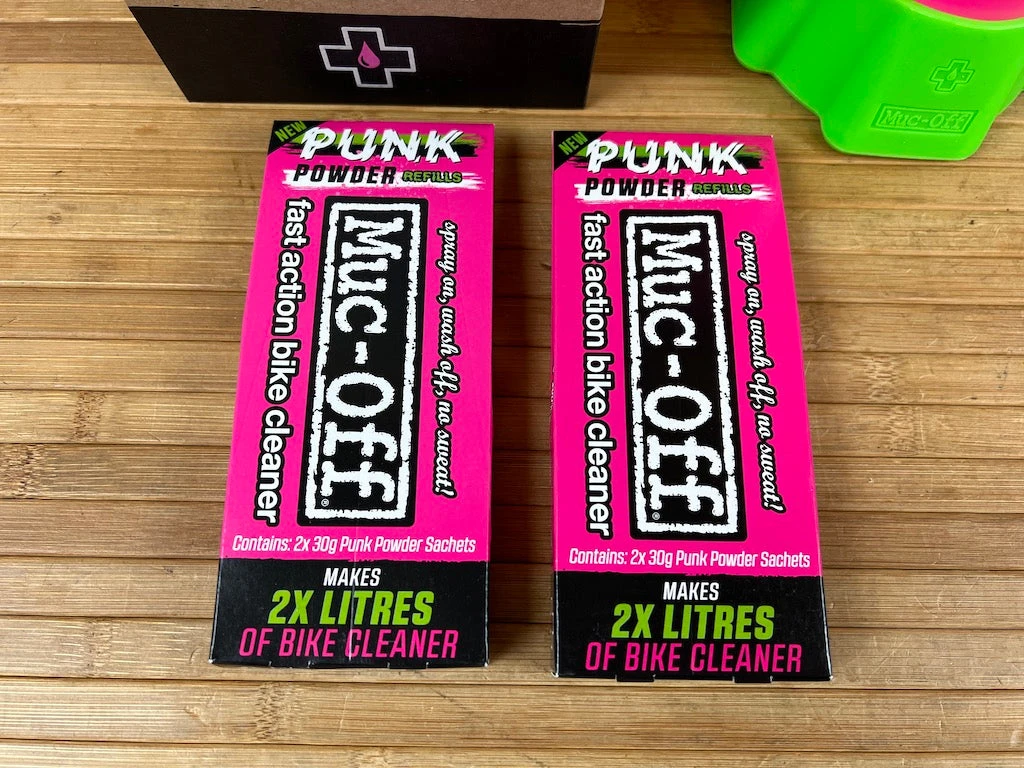 Muc-Off
NEW
PUNK
POWDER REFILLS
fast action bike cleaner
Muc-Off®
spray on, wash off, no sweat!
Contains: 2x 30g Punk Powder Sachets
MAKES
2X LITRES
OF BIKE CLEANER
NEW
PUNK
POWDER REFILLS
fast action bike cleaner
Muc-Off®
spray on, wash off, no sweat!
Contains: 2x 30g Punk Powder Sachets
MAKES
2X LITRES
OF BIKE CLEANER